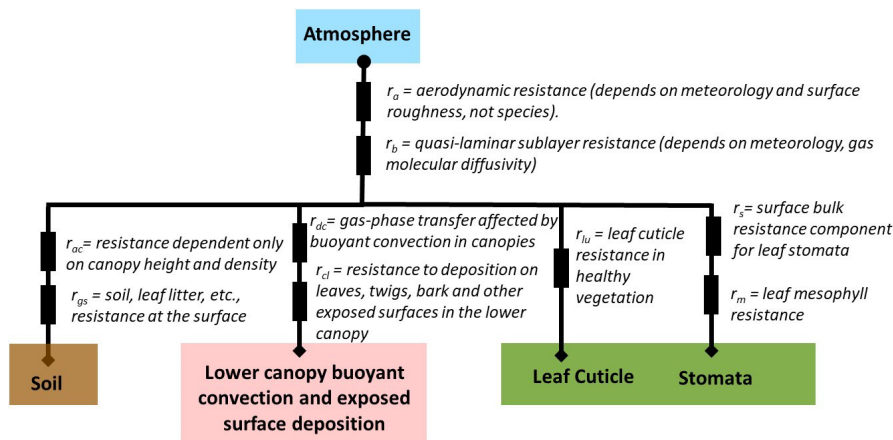 Atmosphere
r_a = aerodynamic resistance (depends on meteorology and surface
roughness, not species).
r_b = quasi-laminar sublayer resistance (depends on meteorology, gas
molecular diffusivity)
r_ac= resistance dependent only
on canopy height and density
r_gs = soil, leaf litter, etc.,
resistance at the surface
r_dc= gas-phase transfer affected by
buoyant convection in canopies
r_cl = resistance to deposition on
leaves, twigs, bark and other
exposed surfaces in the lower
canopy
r_lu = leaf cuticle
resistance in
healthy
vegetation
r_s= surface bulk
resistance component
for leaf stomata
r_m = leaf mesophyll
resistance
Soil
Lower canopy buoyant
convection and exposed
surface deposition
Leaf Cuticle
Stomata